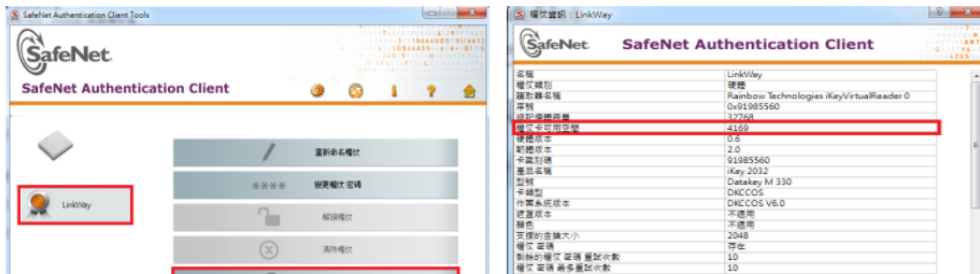 SafeNet Authentication Client Tools
SafeNet.
SafeNet Authentication Client
重新命名權杖
變更權杖 密碼
解鎖權杖
清除權杖
LinkWay
權杖資訊 : LinkWay
SafeNet.
SafeNet Authentication Client
名稱 LinkWay
權杖類別 硬體
讀取器名稱 Rainbow Technologies iKeyVirtualReader 0
序號 0x91985560
總記憶體容量 32768
權杖卡可用空間 4169
硬體版本 0.6
韌體版本 2.0
卡識別碼 91985560
產品名稱 iKey 2032
型號 Datakey M 330
卡類型 DKCCOS
作業系統版本 DKCCOS V6.0
遮罩版本 不適用
顏色 不適用
支援的金鑰大小 2048
權杖 密碼 存在
剩餘的權杖 密碼 重試次數 10
權杖 密碼 最多重試次數 10